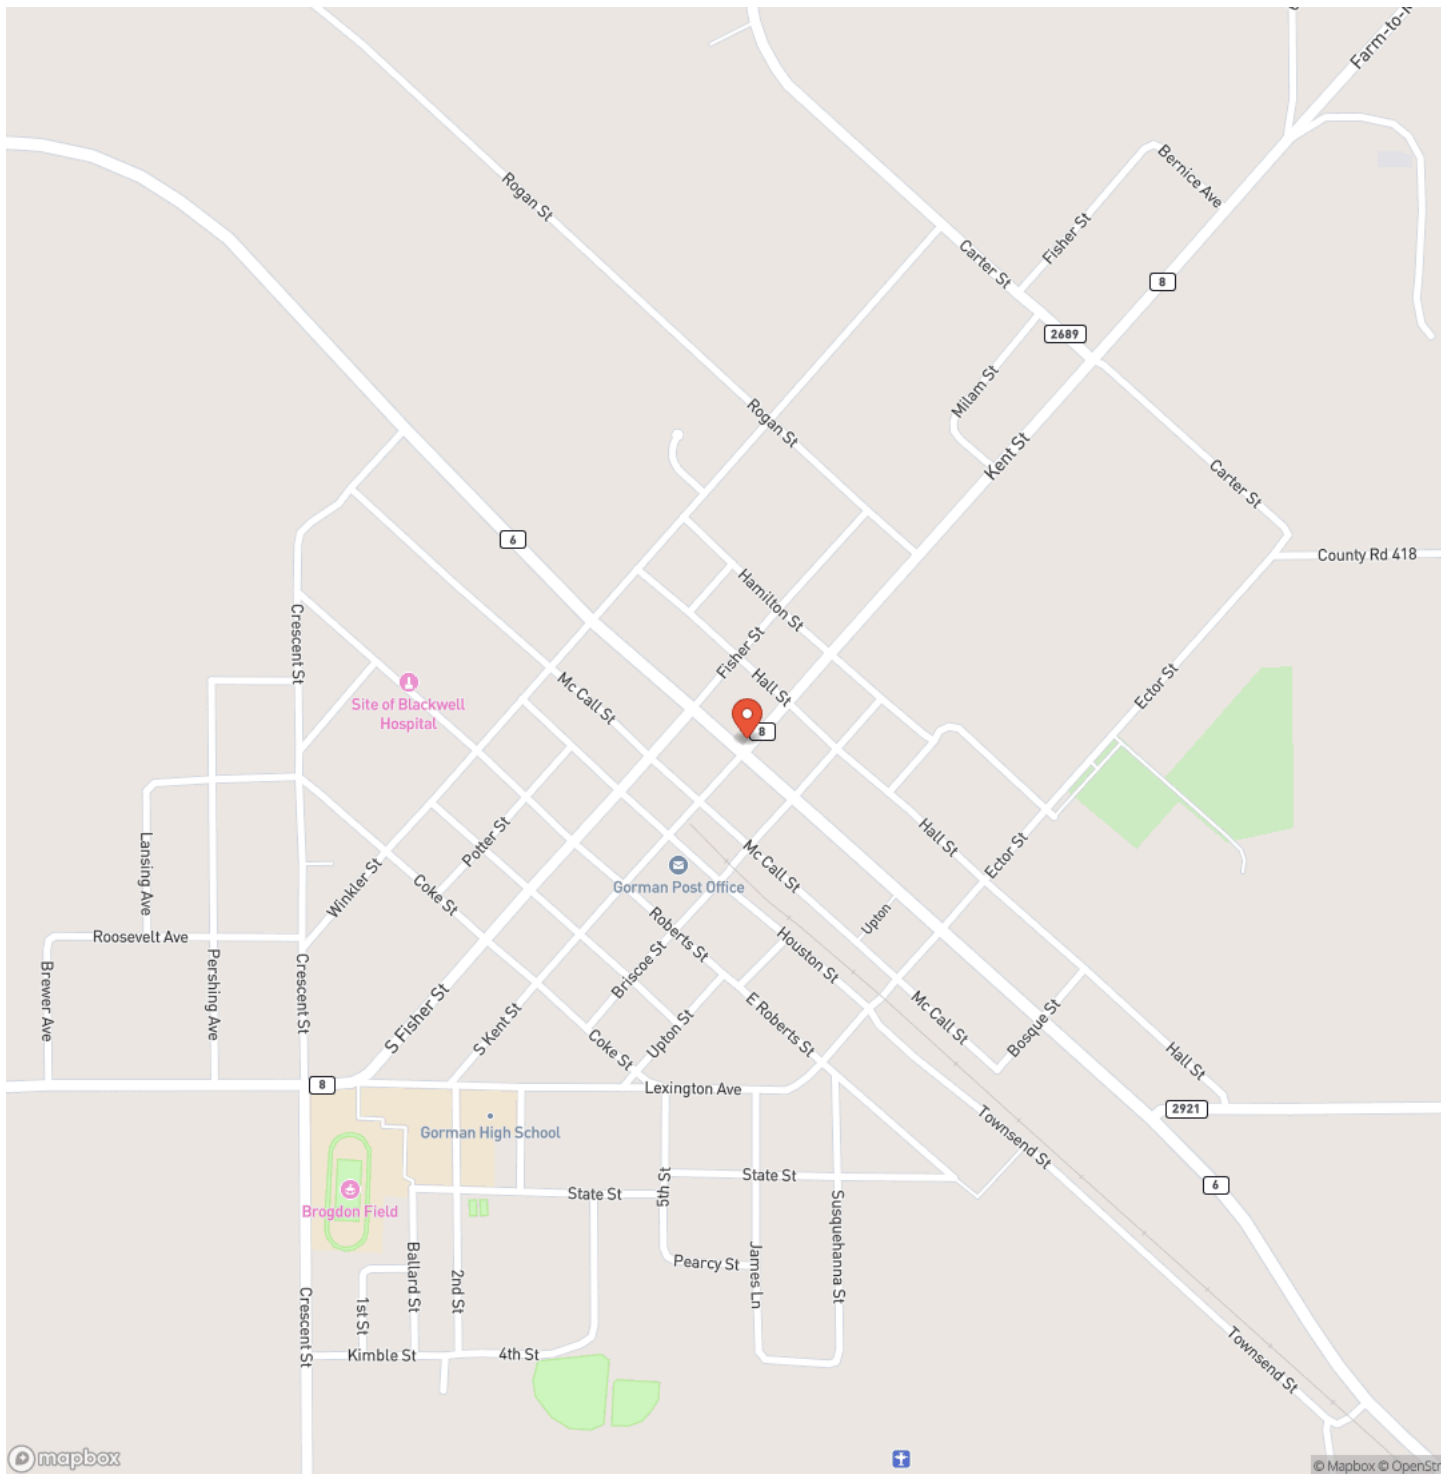 Farm-to-
Bernice Ave
Rogan St
Fisher St
Carter St
8
2689
Milam St
Rogan St
Kent St
Carter St
6
County Rd 418
Hamilton St
Crescent St
Fisher St
Hall St
Mc Call St
Ector St
Site of Blackwell
Hospital
8
Potter St
Lansing Ave
Hall St
Ector St
Mc Call St
Gorman Post Office
Winkler St
Coke St
Upton
Roberts St
Roosevelt Ave
Houston St
Briscoe St
Brewer Ave
Pershing Ave
Crescent St
S Fisher St
S Kent St
Upton St
E Roberts St
Mc Call St
Bosque St
Coke St
Hall St
8
Lexington Ave
2921
Gorman High School
Townsend St
State St
State St
5th St
6
Brogdon Field
Susquehanna St
Pearcy St
James Ln
Ballard St
2nd St
1st St
Crescent St
Kimble St
4th St
Townsend St
mapbox
© Mapbox © OpenStr